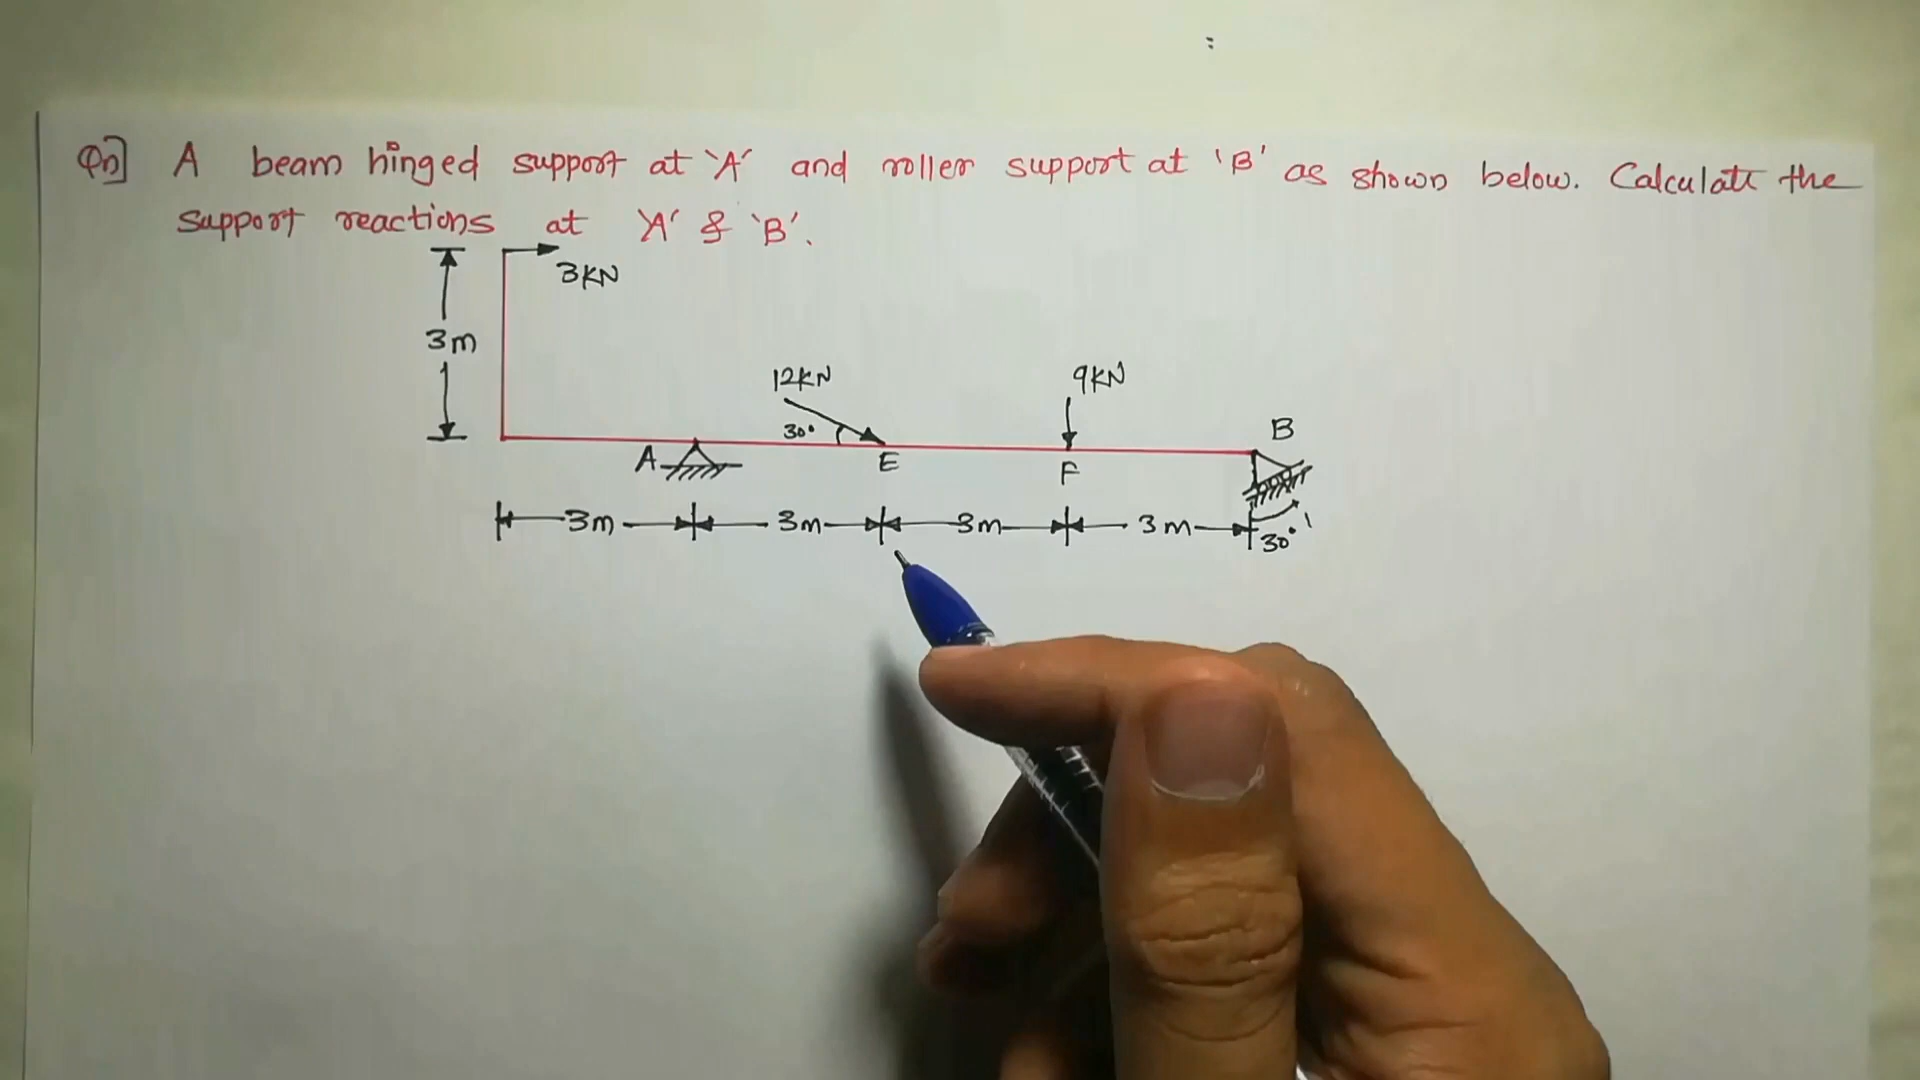 Qn] A beam hinged support at 'A' and roller support at 'B' as shown below. Calculate the
support reactions at 'A' & 'B'.
3KN
3m
12KN
9KN
30°
B
A
E
F
3m
3m
3m
3m
30°